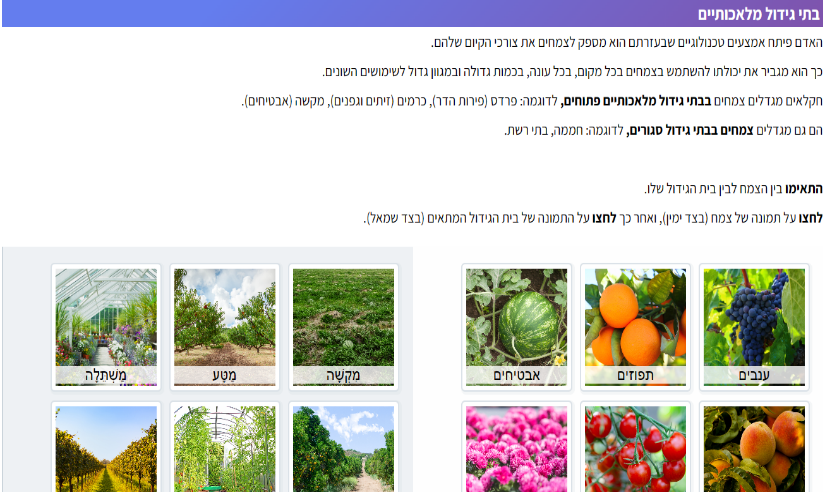 בתי גידול מלאכותיים
האדם פיתח אמצעים טכנולוגיים שבעזרתם הוא מספק לצמחים את צורכי הקיום שלהם.
כך הוא מגביר את יכולתו להשתמש בצמחים בכל מקום, בכל עונה, בכמות גדולה ובמגוון גדול לשימושים השונים.
חקלאים מגדלים צמחים בבתי גידול מלאכותיים פתוחים, לדוגמה: פרדס (פירות הדר), כרמים (זיתים וגפנים), מקשה (אבטיחים).
הם גם מגדלים צמחים בבתי גידול סגורים, לדוגמה: חממה, בתי רשת.
התאימו בין הצמח לבין בית הגידול שלו.
לחצו על תמונה של צמח (בצד ימין), ואחר כך לחצו על התמונה של בית הגידול המתאים (בצד שמאל).
ענבים
תפוזים
אבטיחים
מִקְשָׁה
מַטָּע
מַשְׁתֵּלָה